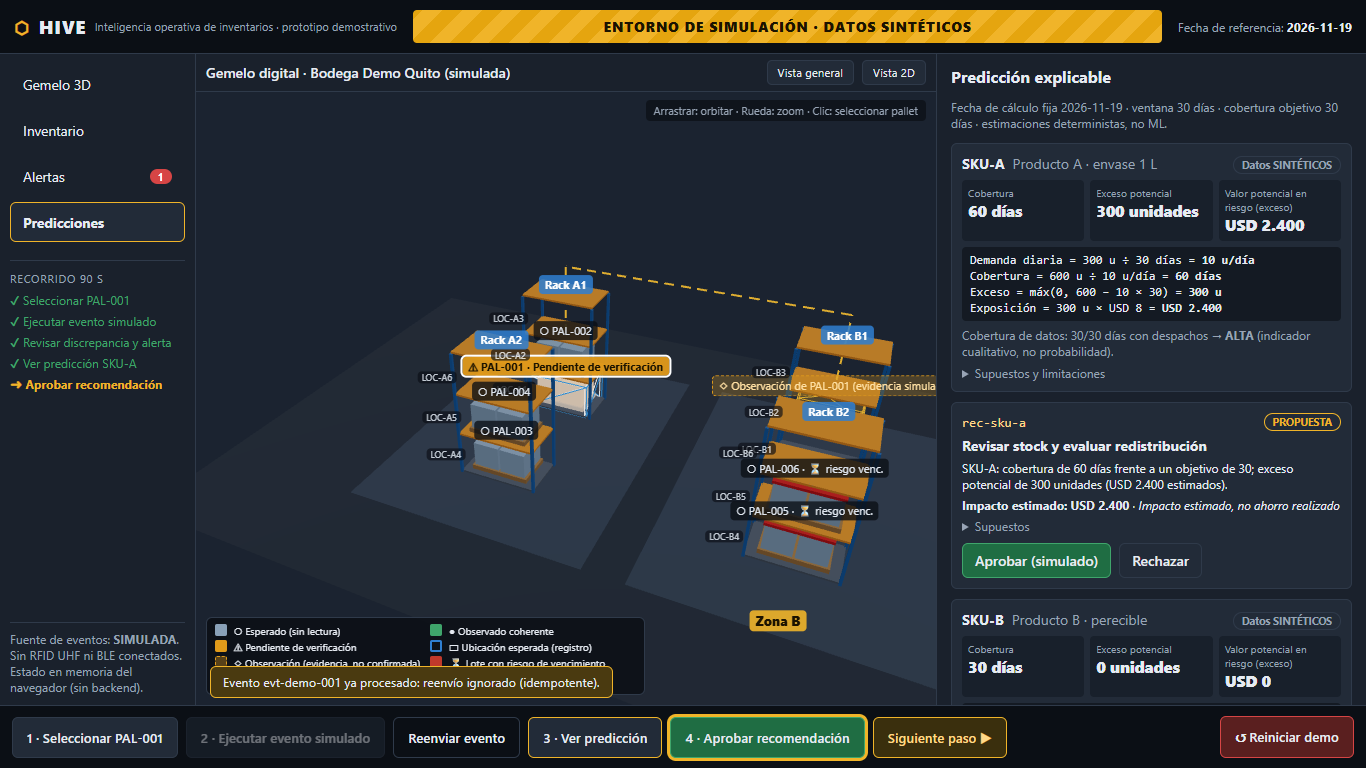 HIVE
Inteligencia operativa de inventarios · prototipo demostrativo
ENTORNO DE SIMULACIÓN · DATOS SINTÉTICOS
Fecha de referencia: 2026-11-19
Gemelo 3D
Inventario
Alertas 1
Predicciones
RECORRIDO 90 S
✓ Seleccionar PAL-001
✓ Ejecutar evento simulado
✓ Revisar discrepancia y alerta
✓ Ver predicción SKU-A
➜ Aprobar recomendación
Fuente de eventos: SIMULADA.
Sin RFID UHF ni BLE conectados.
Estado en memoria del
navegador (sin backend).
Gemelo digital · Bodega Demo Quito (simulada)
Vista general
Vista 2D
Arrastrar: orbitar · Rueda: zoom · Clic: seleccionar pallet
Rack A1
LOC-A3
○ PAL-002
Rack A2
LOC-A2
⚠ PAL-001 · Pendiente de verificación
LOC-A6
○ PAL-004
LOC-A5
○ PAL-003
LOC-A4
Rack B1
LOC-B3
◇ Observación de PAL-001 (evidencia simula
LOC-B2
Rack B2
LOC-B1
LOC-B6
○ PAL-006 · ⏳ riesgo venc.
LOC-B5
○ PAL-005 · ⏳ riesgo venc.
LOC-B4
Zona B
○ Esperado (sin lectura)
● Observado coherente
⚠ Pendiente de verificación
▭ Ubicación esperada (registro)
◇ Observación (evidencia, no confirmada)
⏳ Lote con riesgo de vencimiento
Evento evt-demo-001 ya procesado: reenvío ignorado (idempotente).
Predicción explicable
Fecha de cálculo fija 2026-11-19 · ventana 30 días · cobertura objetivo 30
días · estimaciones deterministas, no ML.
SKU-A Producto A · envase 1 L
Datos SINTÉTICOS
Cobertura
60 días
Exceso potencial
300 unidades
Valor potencial en
riesgo (exceso)
USD 2.400
Demanda diaria = 300 u ÷ 30 días = 10 u/día
Cobertura = 600 u ÷ 10 u/día = 60 días
Exceso = máx(0, 600 − 10 × 30) = 300 u
Exposición = 300 u × USD 8 = USD 2.400
Cobertura de datos: 30/30 días con despachos → ALTA (indicador
cualitativo, no probabilidad).
▶ Supuestos y limitaciones
rec-sku-a
PROPUESTA
Revisar stock y evaluar redistribución
SKU-A: cobertura de 60 días frente a un objetivo de 30; exceso
potencial de 300 unidades (USD 2.400 estimados).
Impacto estimado: USD 2.400 · Impacto estimado, no ahorro realizado
▶ Supuestos
Aprobar (simulado)
Rechazar
SKU-B Producto B · perecible
Datos SINTÉTICOS
Cobertura
30 días
Exceso potencial
0 unidades
Valor potencial en
riesgo (exceso)
USD 0
1 · Seleccionar PAL-001
2 · Ejecutar evento simulado
Reenviar evento
3 · Ver predicción
4 · Aprobar recomendación
Siguiente paso ▶
↺ Reiniciar demo